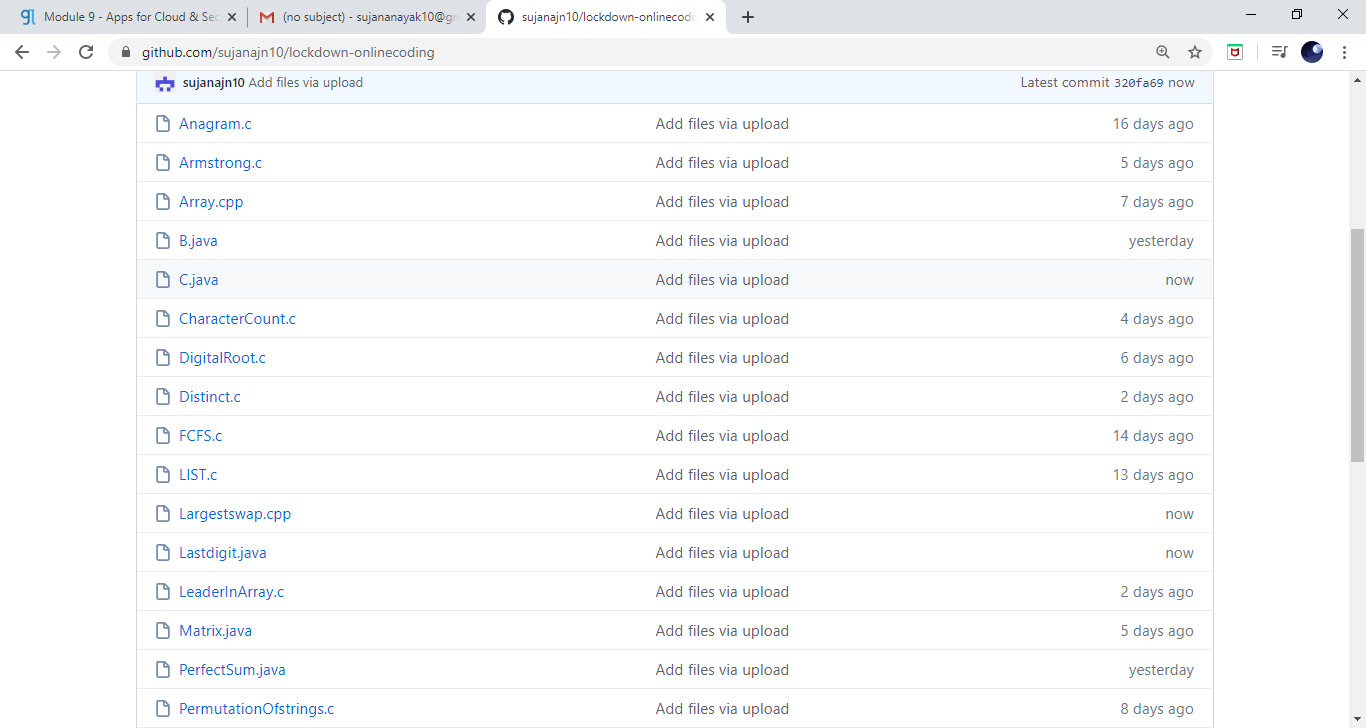 Module 9 - Apps for Cloud & Sec
(no subject) - sujananayak10@gm
sujanajn10/lockdown-onlinecodin
github.com/sujanajn10/lockdown-onlinecoding
sujanajn10 Add files via upload Latest commit 320fa69 now
Anagram.c Add files via upload 16 days ago
Armstrong.c Add files via upload 5 days ago
Array.cpp Add files via upload 7 days ago
B.java Add files via upload yesterday
C.java Add files via upload now
CharacterCount.c Add files via upload 4 days ago
DigitalRoot.c Add files via upload 6 days ago
Distinct.c Add files via upload 2 days ago
FCFS.c Add files via upload 14 days ago
LIST.c Add files via upload 13 days ago
Largestswap.cpp Add files via upload now
Lastdigit.java Add files via upload now
LeaderInArray.c Add files via upload 2 days ago
Matrix.java Add files via upload 5 days ago
PerfectSum.java Add files via upload yesterday
PermutationOfstrings.c Add files via upload 8 days ago